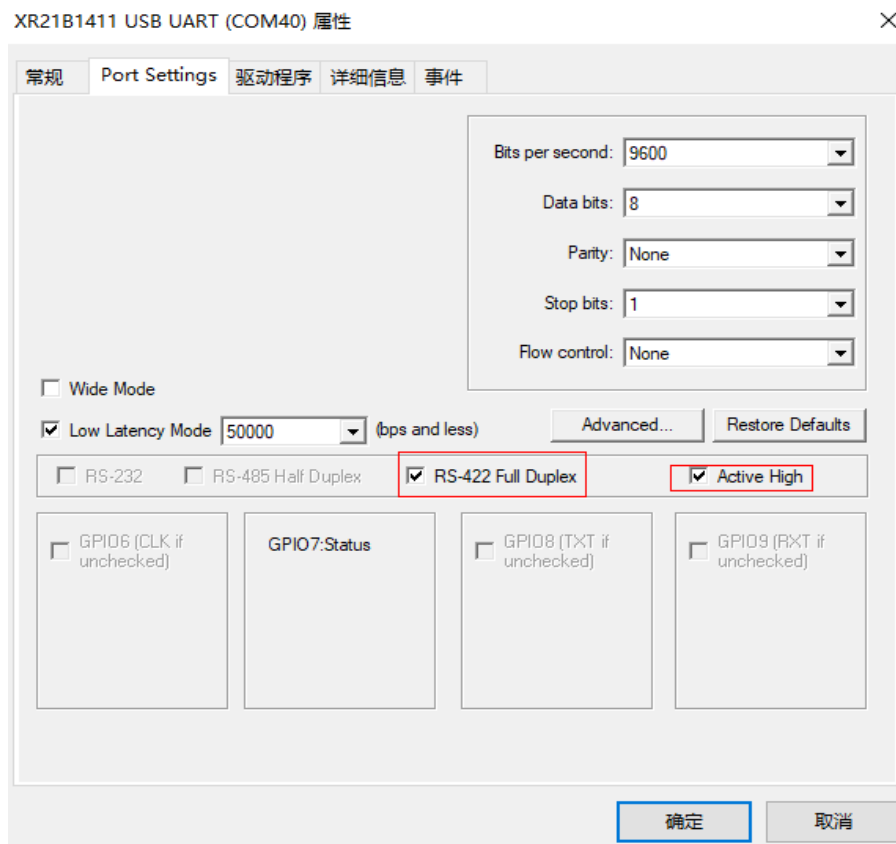 XR21B1411 USB UART (COM40) 属性
常规 Port Settings 驱动程序 详细信息 事件
Bits per second: 9600
Data bits: 8
Parity: None
Stop bits: 1
Flow control: None
Wide Mode
Low Latency Mode 50000 (bps and less) Advanced... Restore Defaults
RS-232 RS-485 Half Duplex RS-422 Full Duplex Active High
GPIO6 (CLK if
unchecked)
GPIO7:Status
GPIO8 (TXT if
unchecked)
GPIO9 (RXT if
unchecked)
确定 取消